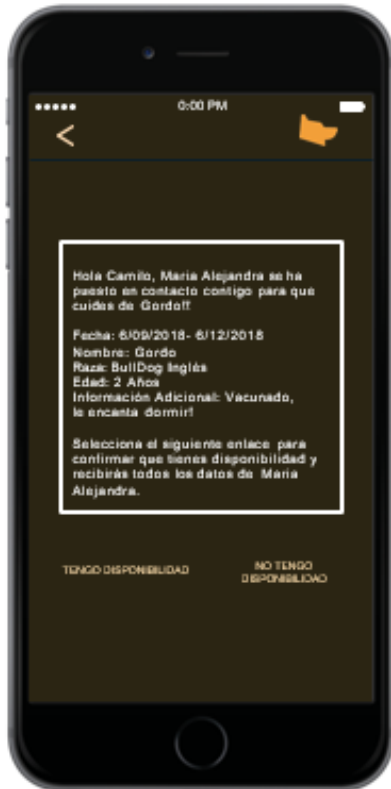 0:00 PM
Hola Camilo, Maria Alejandra se ha
puesto en contacto contigo para que
cuides de Gordo!!
Fecha: 6/09/2018- 6/12/2018
Nombre: Gordo
Raza: BullDog Inglés
Edad: 2 Años
Información Adicional: Vacunado,
le encanta dormir!
Selecciona el siguiente enlace para
confirmar que tienes disponibilidad y
recibirás todos los datos de Maria
Alejandra.
TENGO DISPONIBILIDAD
NO TENGO
DISPONIBILIDAD